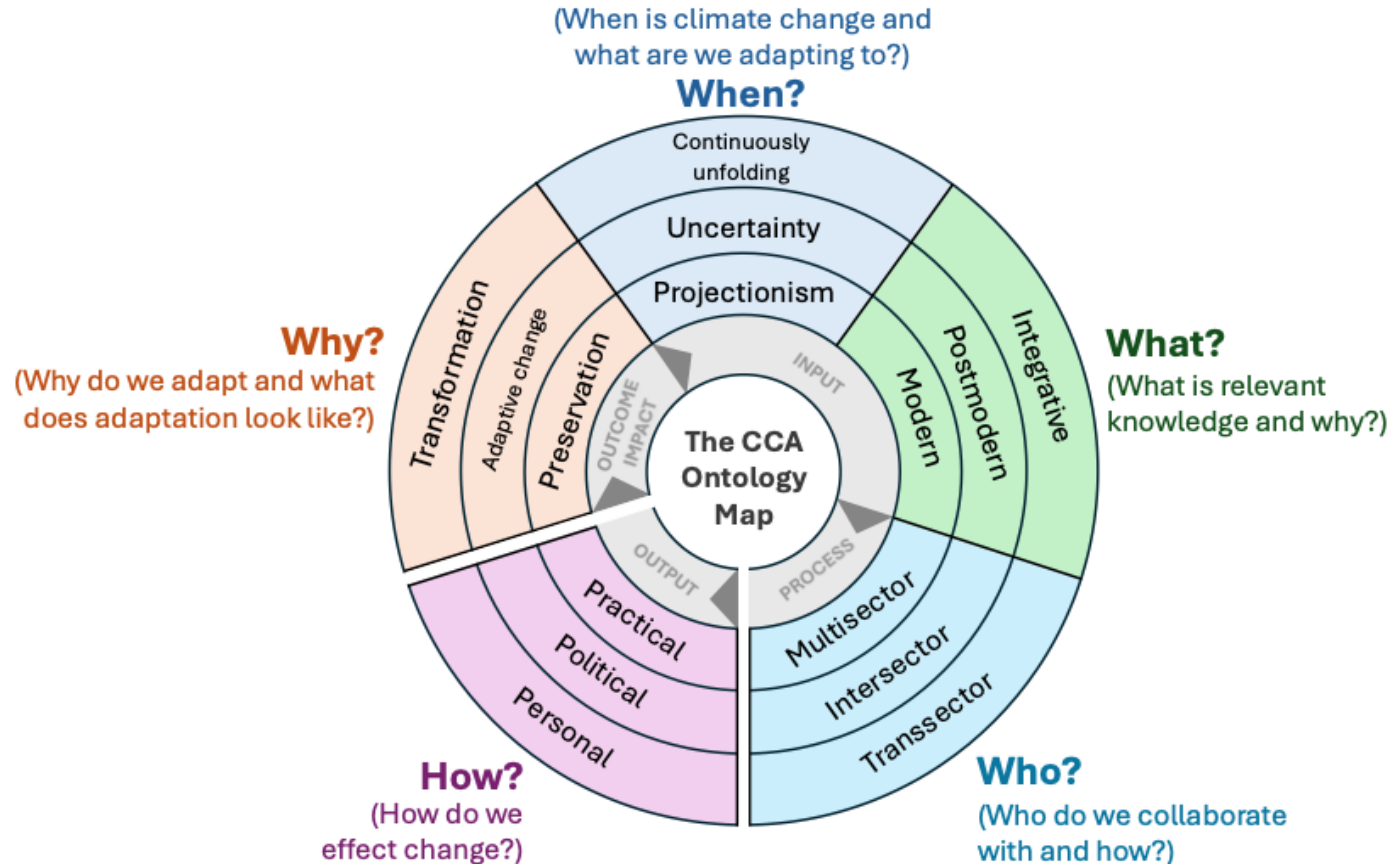 (When is climate change and
what are we adapting to?)
When?
Continuously
unfolding
Uncertainty
Projectionism
INPUT
What?
(What is relevant
knowledge and why?)
Integrative
Postmodern
Modern
PROCESS
Multisector
Intersector
Transsector
Who?
(Who do we collaborate
with and how?)
OUTPUT
Practical
Political
Personal
How?
(How do we
effect change?)
OUTCOME
IMPACT
Preservation
Adaptive change
Transformation
Why?
(Why do we adapt and what
does adaptation look like?)
The CCA
Ontology
Map